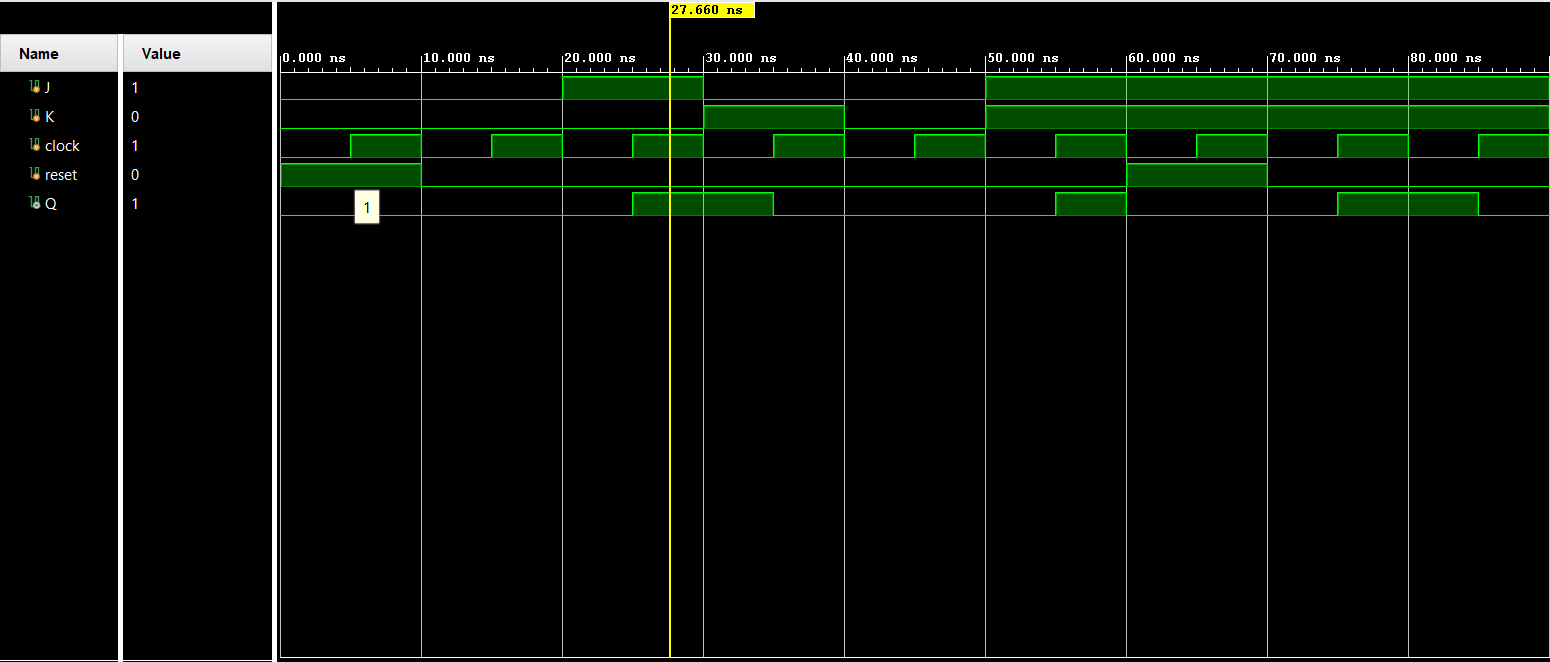 27.660 ns
Name Value
0.000 ns 10.000 ns 20.000 ns 30.000 ns 40.000 ns 50.000 ns 60.000 ns 70.000 ns 80.000 ns
J 1
K 0
clock 1
reset 0
Q 1
1